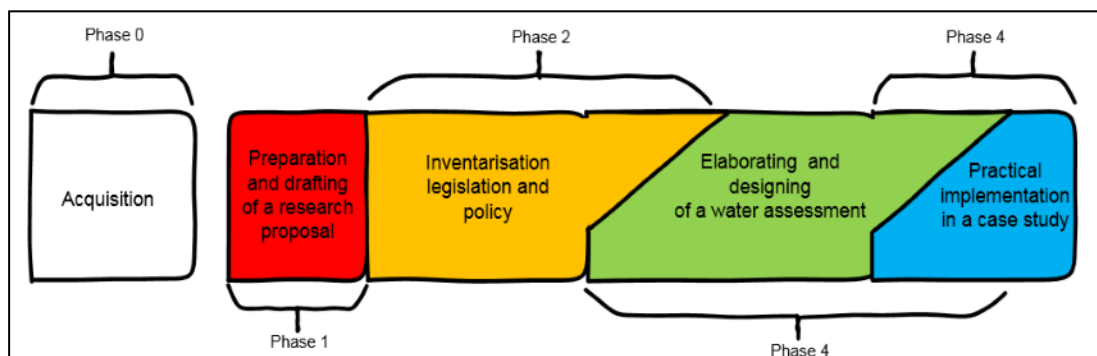 Phase 0
Phase 2
Phase 4
Acquisition
Preparation
and drafting
of a research
proposal
Inventarisation
legislation and
policy
Elaborating and
designing
of a water assessment
Practical
implementation
in a case study
Phase 1
Phase 4